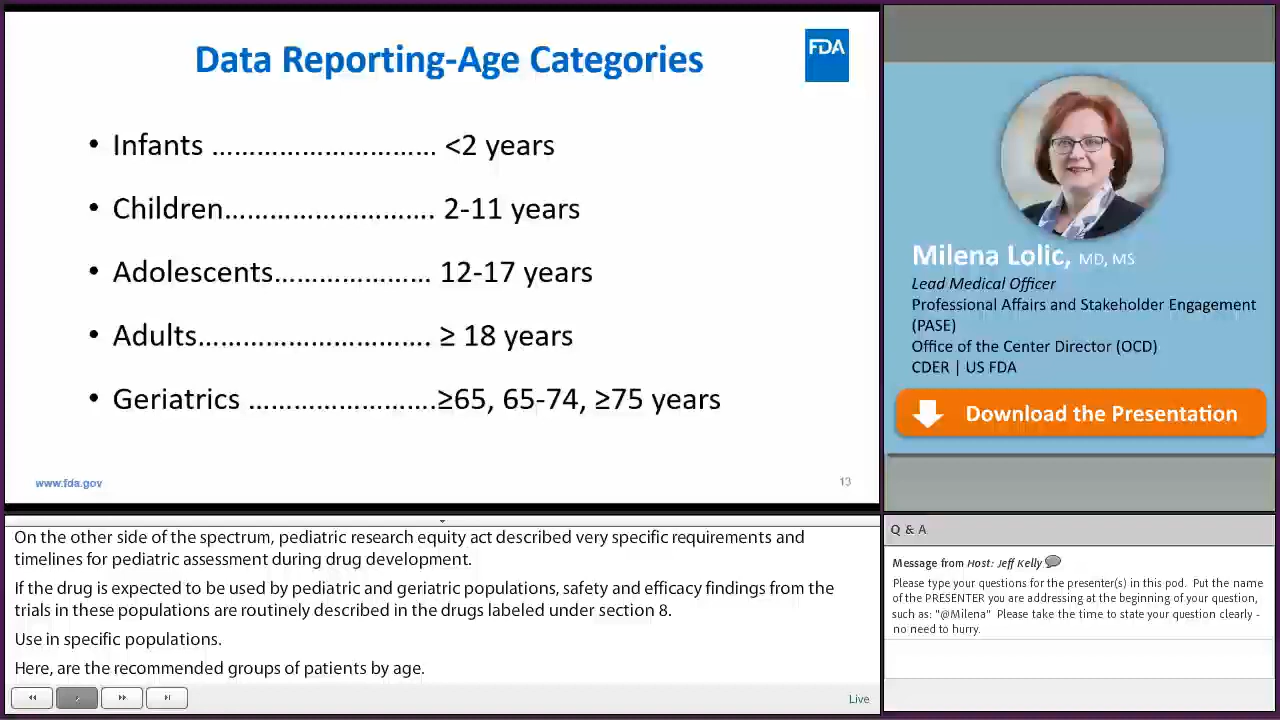 Data Reporting-Age Categories
FDA
• Infants ………………………… <2 years
• Children………………………. 2-11 years
• Adolescents………………… 12-17 years
• Adults…………………………. ≥ 18 years
• Geriatrics …………………….≥65, 65-74, ≥75 years
www.fda.gov
13
Milena Lolic, MD, MS
Lead Medical Officer
Professional Affairs and Stakeholder Engagement
(PASE)
Office of the Center Director (OCD)
CDER | US FDA
Download the Presentation
On the other side of the spectrum, pediatric research equity act described very specific requirements and
timelines for pediatric assessment during drug development.
If the drug is expected to be used by pediatric and geriatric populations, safety and efficacy findings from the
trials in these populations are routinely described in the drugs labeled under section 8.
Use in specific populations.
Here, are the recommended groups of patients by age.
Live
Q & A
Message from Host: Jeff Kelly
Please type your questions for the presenter(s) in this pod. Put the name
of the PRESENTER you are addressing at the beginning of your question,
such as: "@Milena" Please take the time to state your question clearly -
no need to hurry.